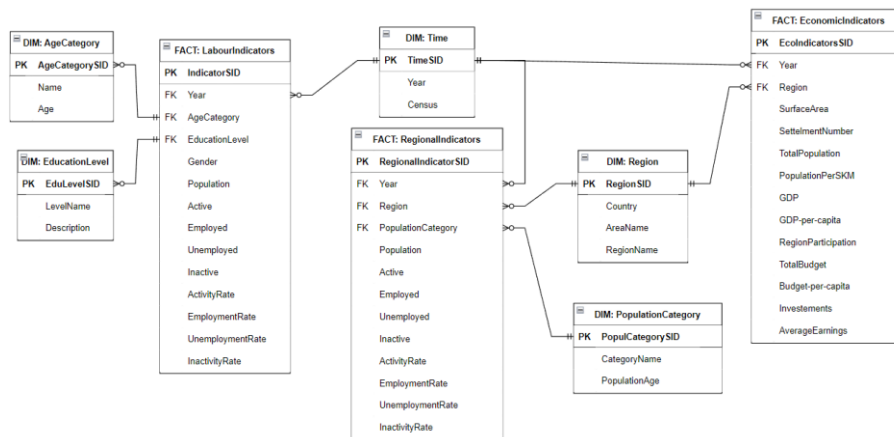 DIM: AgeCategory
PK AgeCategorySID
Name
Age
DIM: EducationLevel
PK EduLevelSID
LevelName
Description
FACT: LabourIndicators
PK IndicatorSID
FK Year
FK AgeCategory
FK EducationLevel
Gender
Population
Active
Employed
Unemployed
Inactive
ActivityRate
EmploymentRate
UnemploymentRate
InactivityRate
DIM: Time
PK TimeSID
Year
Census
FACT: RegionalIndicators
PK RegionalIndicatorSID
FK Year
FK Region
FK PopulationCategory
Population
Active
Employed
Unemployed
Inactive
ActivityRate
EmploymentRate
UnemploymentRate
InactivityRate
DIM: Region
PK RegionSID
Country
AreaName
RegionName
DIM: PopulationCategory
PK PopulCategorySID
CategoryName
PopulationAge
FACT: EconomicIndicators
PK EcoIndicatorsSID
FK Year
FK Region
SurfaceArea
SettelmentNumber
TotalPopulation
PopulationPerSKM
GDP
GDP-per-capita
RegionParticipation
TotalBudget
Budget-per-capita
Investements
AverageEarnings